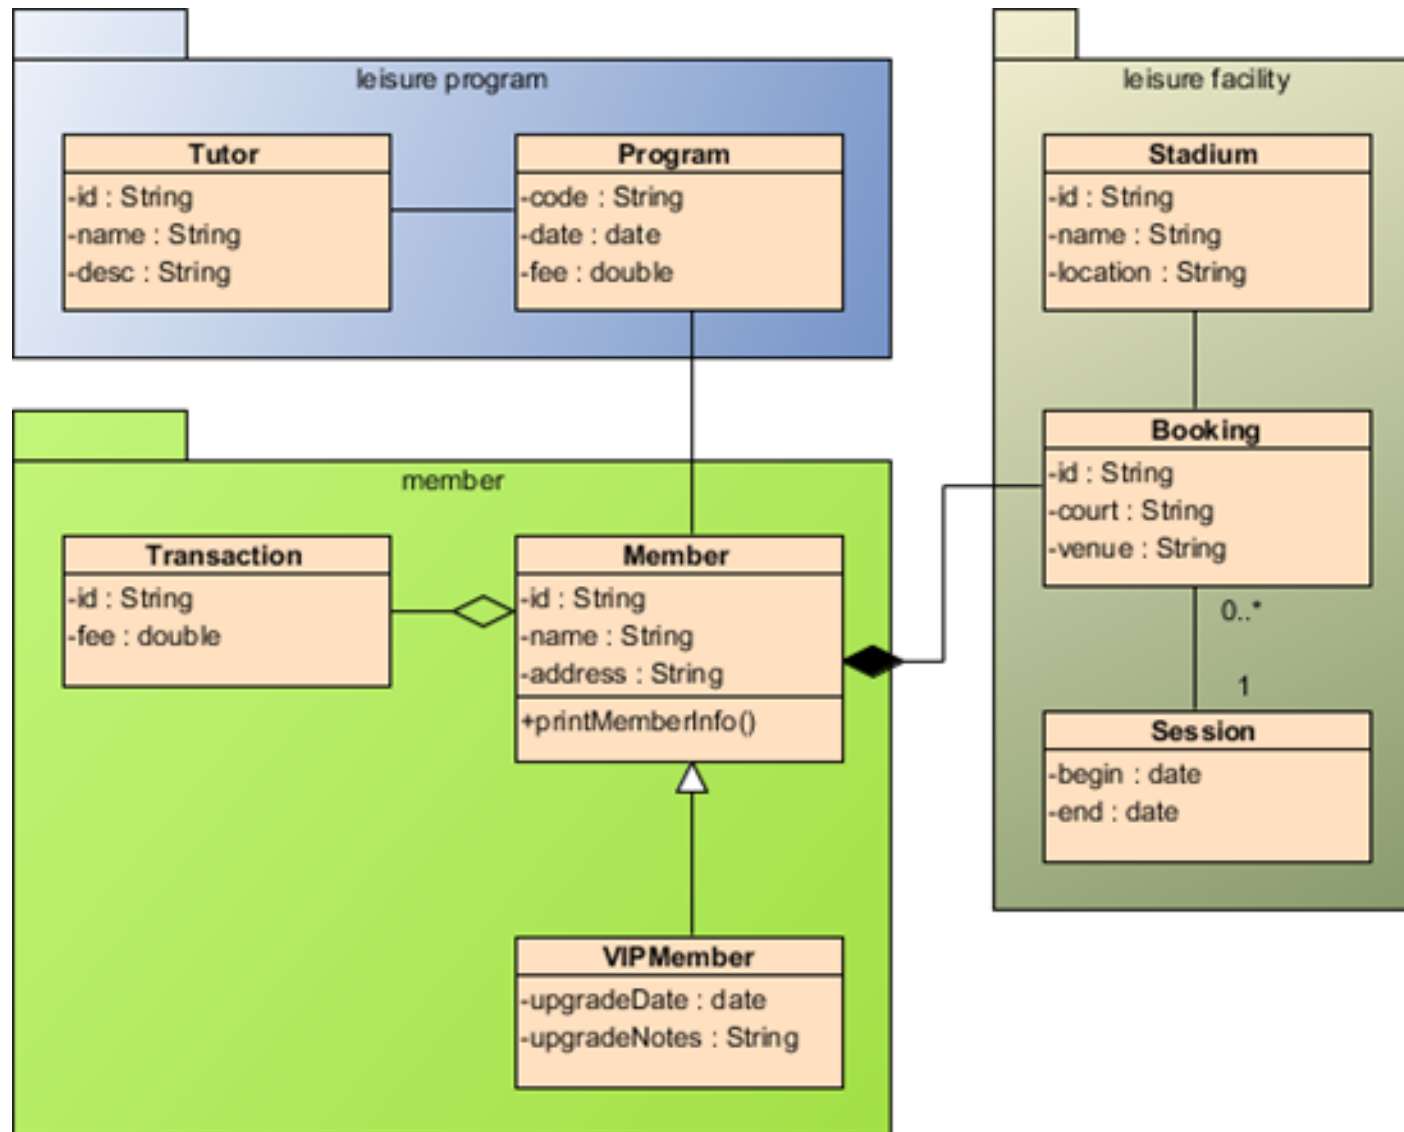 leisure program
Tutor
-id : String
-name : String
-desc : String
Program
-code : String
-date : date
-fee : double
member
Transaction
-id : String
-fee : double
Member
-id : String
-name : String
-address : String
+printMemberInfo()
VIPMember
-upgradeDate : date
-upgradeNotes : String
leisure facility
Stadium
-id : String
-name : String
-location : String
Booking
-id : String
-court : String
-venue : String
0..*
1
Session
-begin : date
-end : date